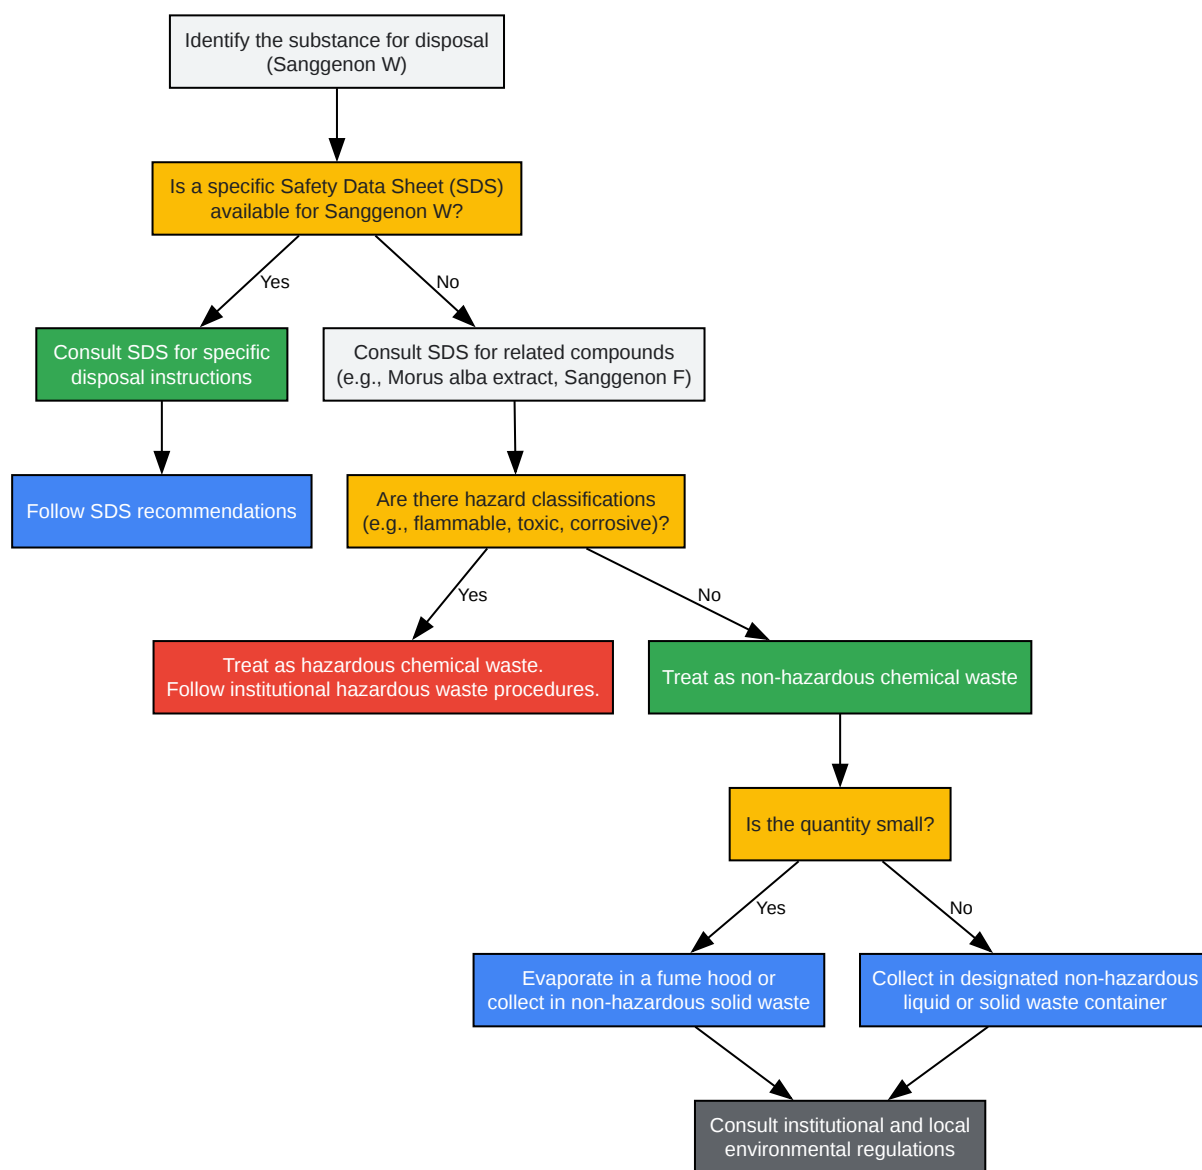 Identify the substance for disposal
(Sanggenon W)
Is a specific Safety Data Sheet (SDS)
available for Sanggenon W?
Yes
No
Consult SDS for specific
disposal instructions
Consult SDS for related compounds
(e.g., Morus alba extract, Sanggenon F)
Follow SDS recommendations
Are there hazard classifications
(e.g., flammable, toxic, corrosive)?
Yes
No
Treat as hazardous chemical waste.
Follow institutional hazardous waste procedures.
Treat as non-hazardous chemical waste
Is the quantity small?
Yes
No
Evaporate in a fume hood or
collect in non-hazardous solid waste
Collect in designated non-hazardous
liquid or solid waste container
Consult institutional and local
environmental regulations